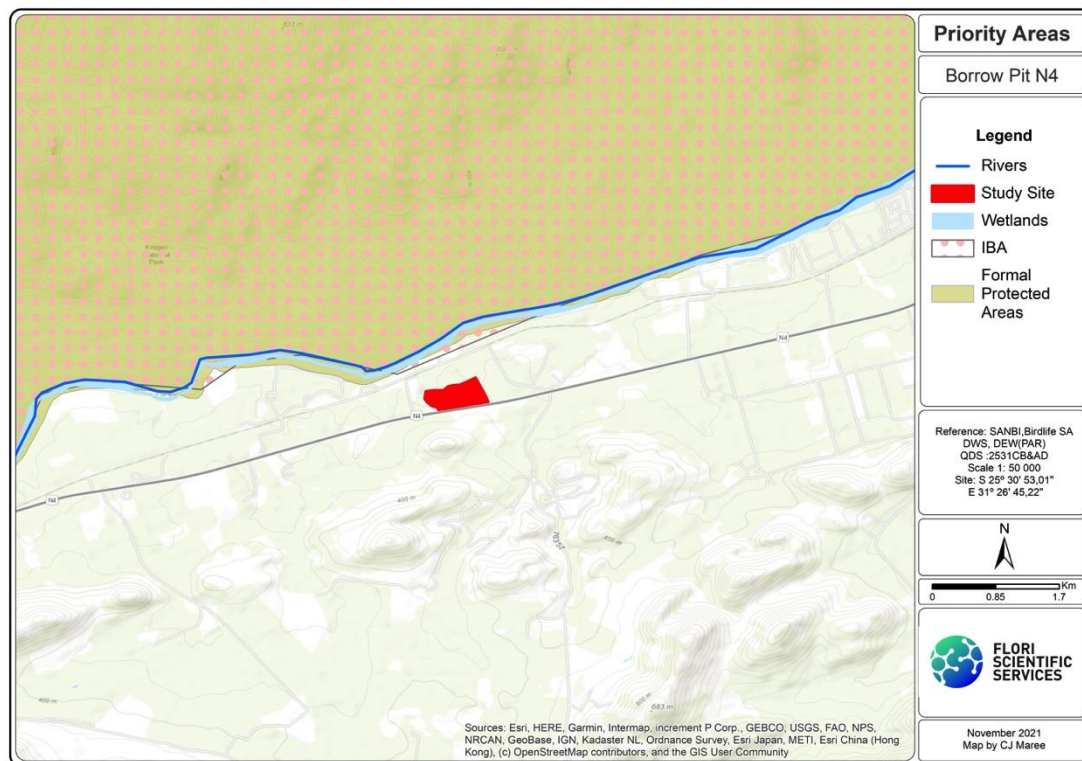 Priority Areas
Borrow Pit N4
Legend
Rivers
Study Site
Wetlands
IBA
Formal
Protected
Areas
Reference: SANBI,Birdlife SA
DWS, DEW(PAR)
QDS :2531CB&AD
Scale 1: 50 000
Site: S 25º 30' 53,01"
E 31º 26' 45,22"
N
Km
0 0.85 1.7
FLORI
SCIENTIFIC
SERVICES
November 2021
Map by CJ Maree
N4
N4
N4
400 m
400 m
400 m
683 m
Sources: Esri, HERE, Garmin, Intermap, increment P Corp., GEBCO, USGS, FAO, NPS,
NRCAN, GeoBase, IGN, Kadaster NL, Ordnance Survey, Esri Japan, METI, Esri China (Hong
Kong), (c) OpenStreetMap contributors, and the GIS User Community